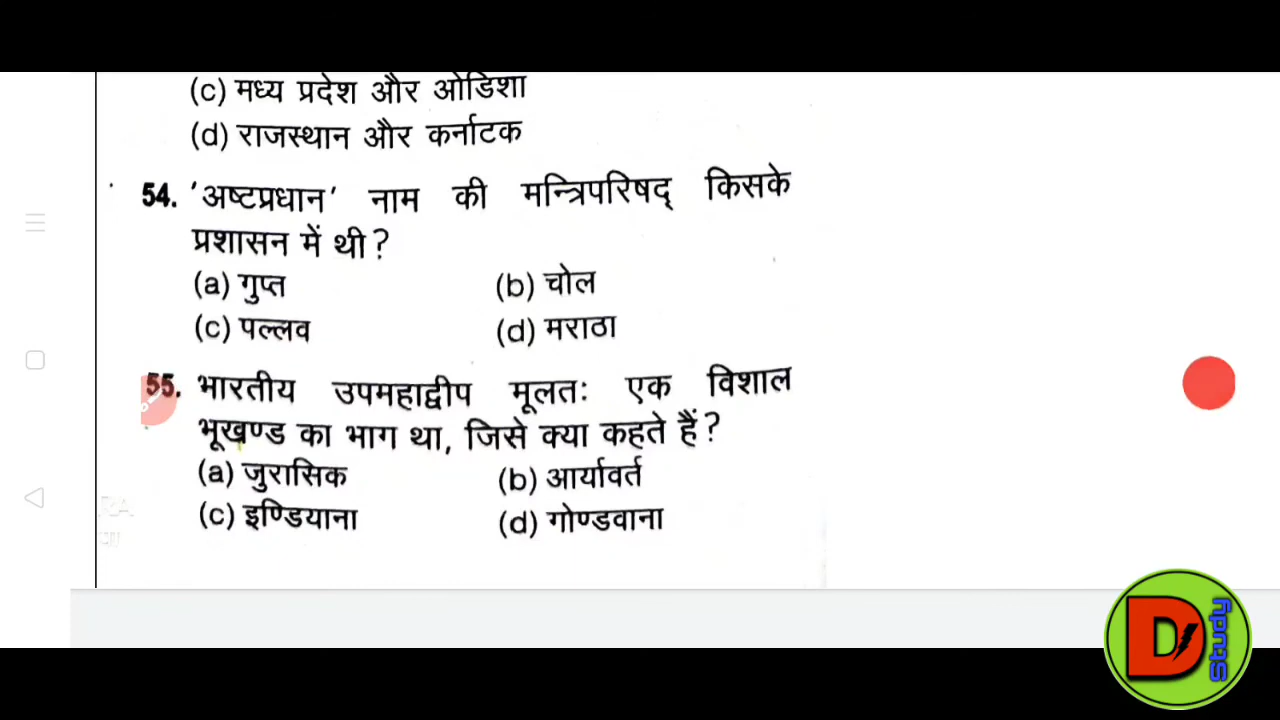 (c) मध्य प्रदेश और ओडिशा
(d) राजस्थान और कर्नाटक
54. 'अष्टप्रधान' नाम की मन्त्रिपरिषद् किसके
प्रशासन में थी?
(a) गुप्त (b) चोल
(c) पल्लव (d) मराठा
55. भारतीय उपमहाद्वीप मूलतः एक विशाल
भूखण्ड का भाग था, जिसे क्या कहते हैं?
(a) जुरासिक (b) आर्यावर्त
(c) इण्डियाना (d) गोण्डवाना
D Study